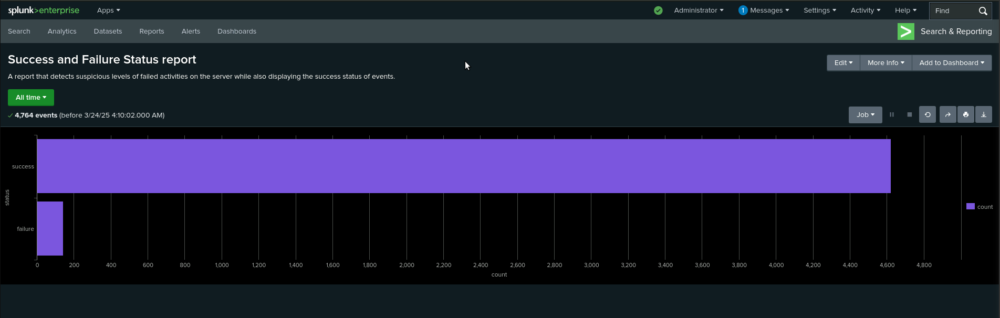 splunk>enterprise Apps Administrator 1 Messages Settings Activity Help Find
Search Analytics Datasets Reports Alerts Dashboards Search & Reporting
Success and Failure Status report
Edit More Info Add to Dashboard
A report that detects suspicious levels of failed activities on the server while also displaying the success status of events.
All time
4,764 events (before 3/24/25 4:10:02.000 AM)
Job
success
status
count
failure
0 200 400 600 800 1,000 1,200 1,400 1,600 1,800 2,000 2,200 2,400 2,600 2,800 3,000 3,200 3,400 3,600 3,800 4,000 4,200 4,400 4,600 4,800
count